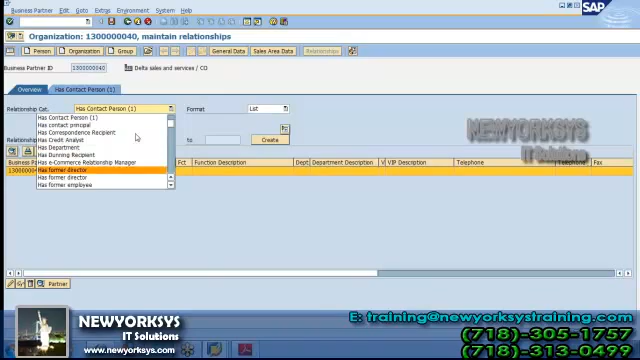 Business Partner Edit Goto Extras Environment System Help
SAP
Organization: 1300000040, maintain relationships
Person Organization Group General Data Sales Area Data Relationships
Business Partner ID 1300000040 Delta sales and services / CO
Overview Has Contact Person (1)
Relationship Cat. Has Contact Person (1) Format List
Has Contact Person (1)
Has contact principal
Has Correspondence Recipient
Has Credit Analyst
to Create
Has Department
Has Dunning Recipient
Has e-Commerce Relationship Manager
Fct Function Description Dept Department Description V VIP Description Telephone Telephone Fax
Has former director
Has former director
Has former employee
Partner
NEWYORKSYS
IT Solutions
NEWYORKSYS
IT Solutions
www.newyorksys.com
E: training@newyorksystraining.com
(718)-305-1757
(718)-313-0499